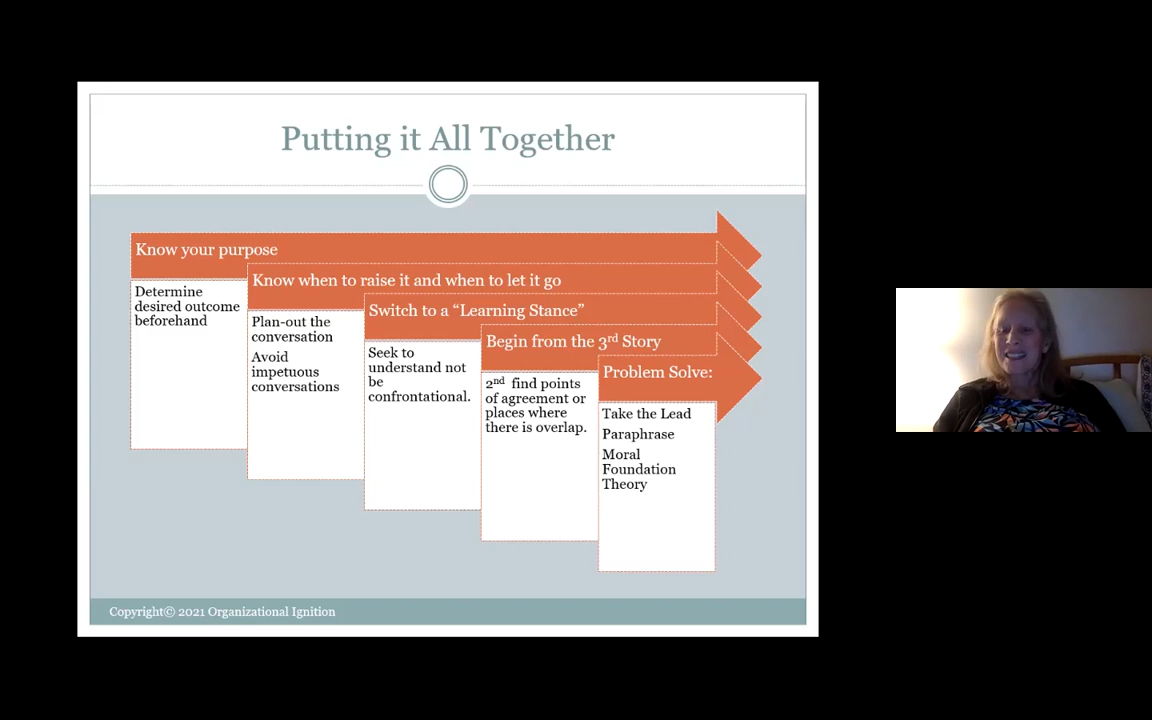 Putting it All Together
Know your purpose
Determine
desired outcome
beforehand
Know when to raise it and when to let it go
Plan-out the
conversation
Avoid
impetuous
conversations
Switch to a “Learning Stance”
Seek to
understand not
be
confrontational.
Begin from the 3rd Story
2nd find points
of agreement or
places where
there is overlap.
Problem Solve:
Take the Lead
Paraphrase
Moral
Foundation
Theory
Copyright© 2021 Organizational Ignition